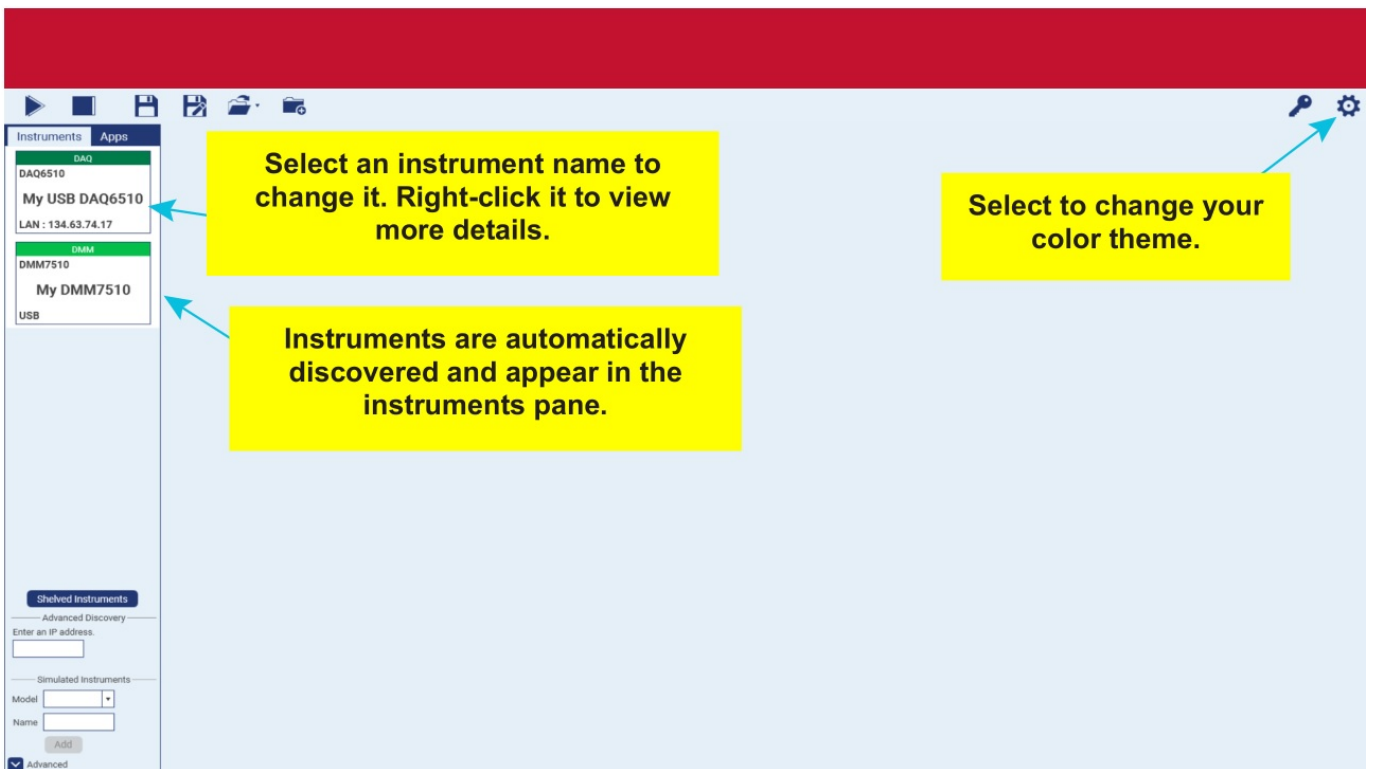 Instruments Apps
DAQ
DAQ6510
My USB DAQ6510
LAN : 134.63.74.17
DMM
DMM7510
My DMM7510
USB
Select an instrument name to
change it. Right-click it to view
more details.
Select to change your
color theme.
Instruments are automatically
discovered and appear in the
instruments pane.
Shelved Instruments
Advanced Discovery
Enter an IP address.
Simulated Instruments
Model
Name
Add
Advanced